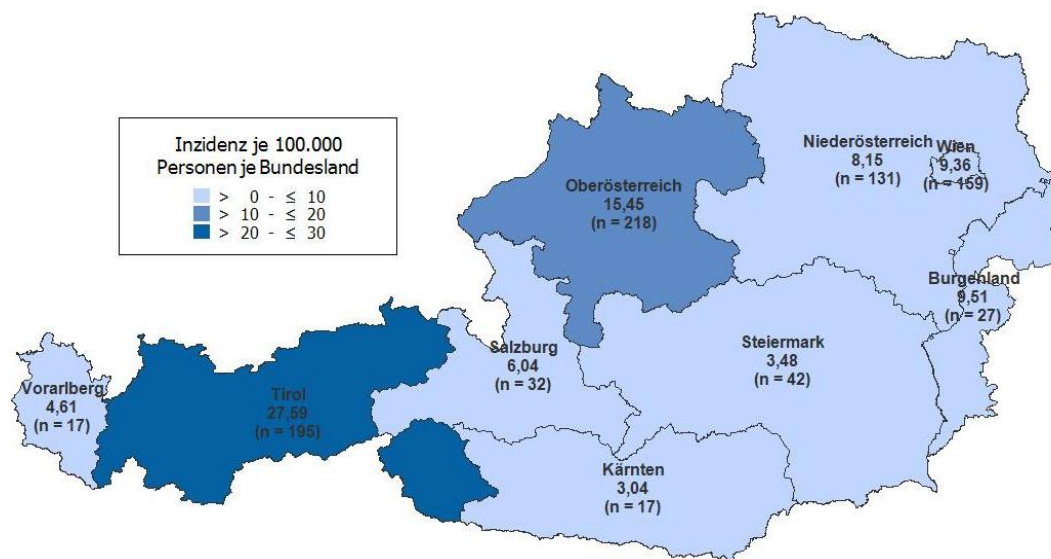 Inzidenz je 100.000
Personen je Bundesland
> 0 - ≤ 10
> 10 - ≤ 20
> 20 - ≤ 30
Niederösterreich
8,15
(n = 131)
Wien
9,36
(n = 159)
Oberösterreich
15,45
(n = 218)
Burgenland
9,51
(n = 27)
Salzburg
6,04
(n = 32)
Steiermark
3,48
(n = 42)
Vorarlberg
4,61
(n = 17)
Tirol
27,59
(n = 195)
Kärnten
3,04
(n = 17)